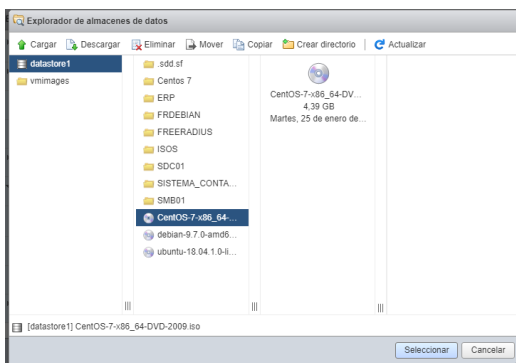 Explorador de almacenes de datos
Cargar Descargar Eliminar Mover Copiar Crear directorio Actualizar
datastore1
vmimages
.sdd.sf
Centos 7
ERP
FRDEBIAN
FREERADIUS
ISOS
SDC01
SISTEMA_CONTA...
SMB01
CentOS-7-x86_64-...
debian-9.7.0-amd6...
ubuntu-18.04.1.0-li...
CentOS-7-x86_64-DV...
4,39 GB
Martes, 25 de enero de...
[datastore1] CentOS-7-x86_64-DVD-2009.iso
Seleccionar Cancelar